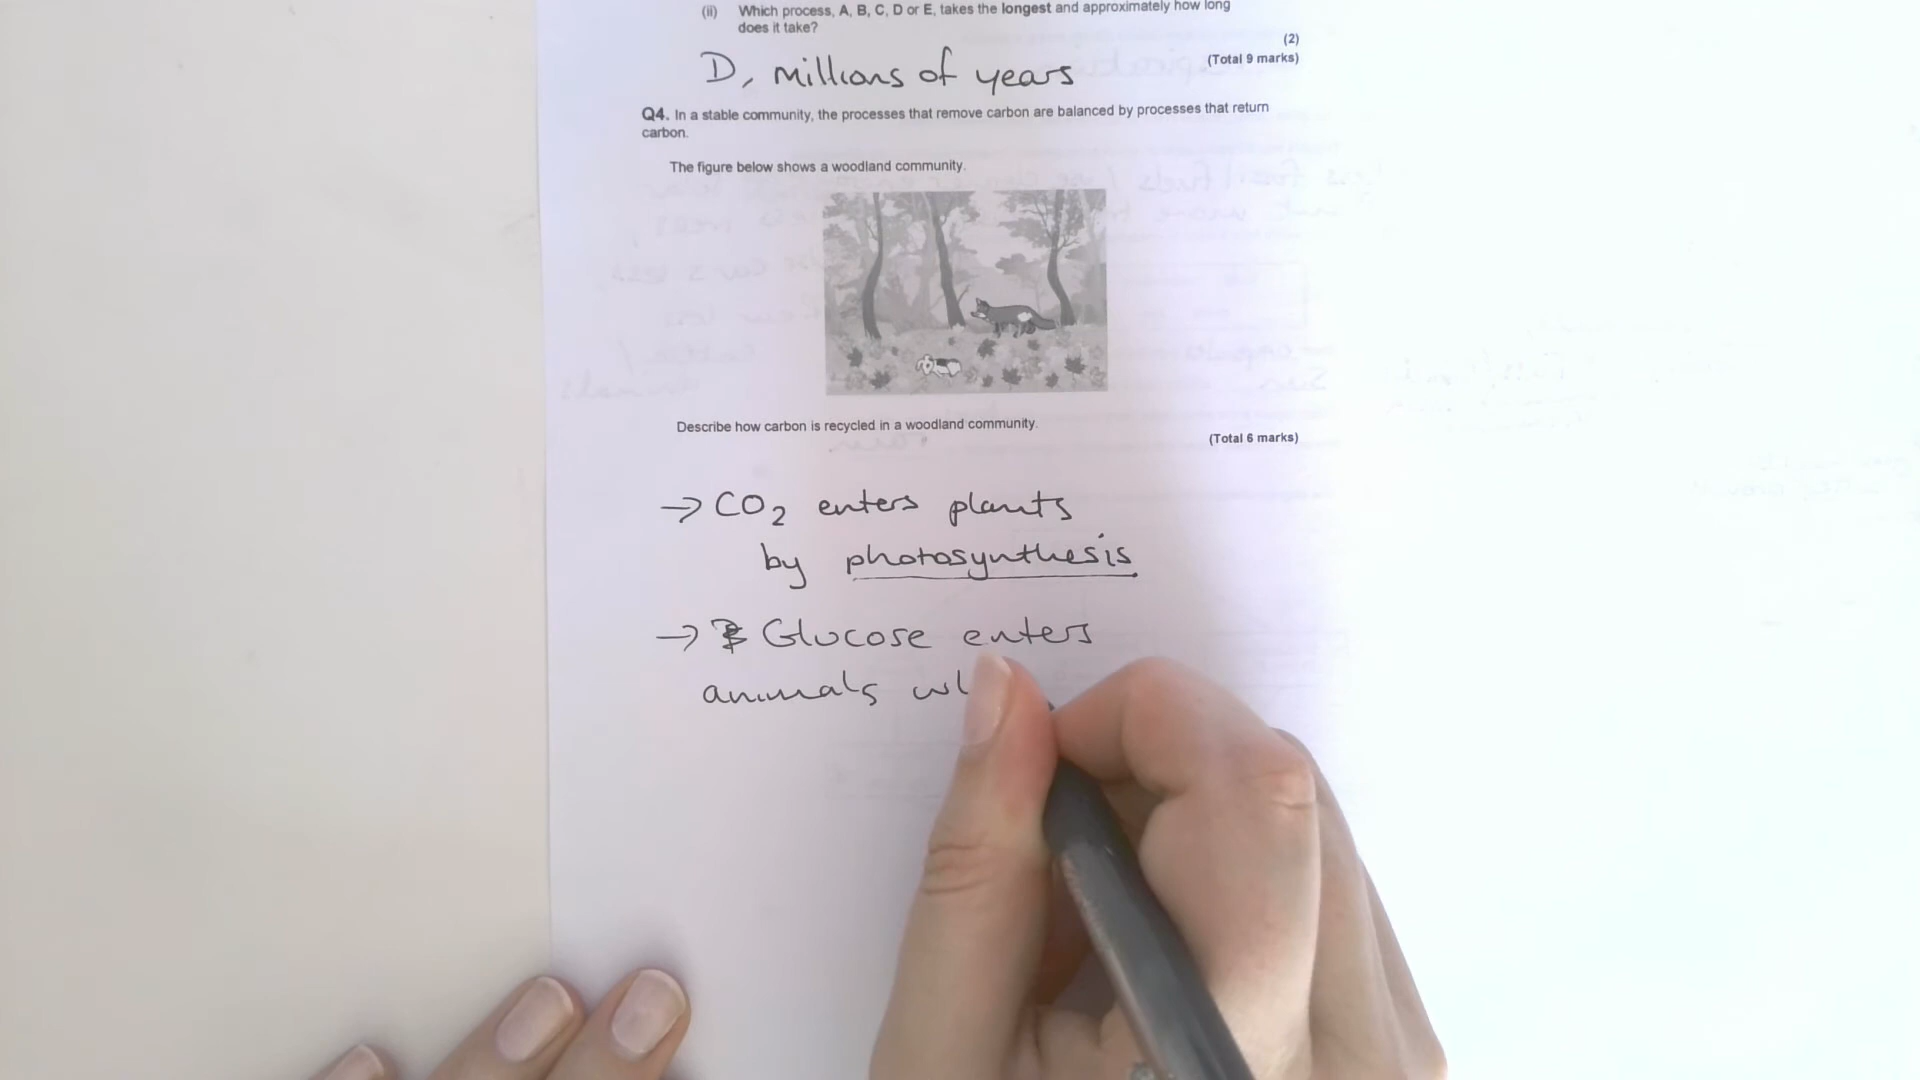 (ii) Which process, A, B, C, D or E, takes the longest and approximately how long
does it take?
(2)
(Total 9 marks)
D, millions of years
Q4. In a stable community, the processes that remove carbon are balanced by processes that return
carbon.
The figure below shows a woodland community.
Describe how carbon is recycled in a woodland community.
(Total 6 marks)
→ CO2 enters plants
by photosynthesis
→ Glucose enters
animals